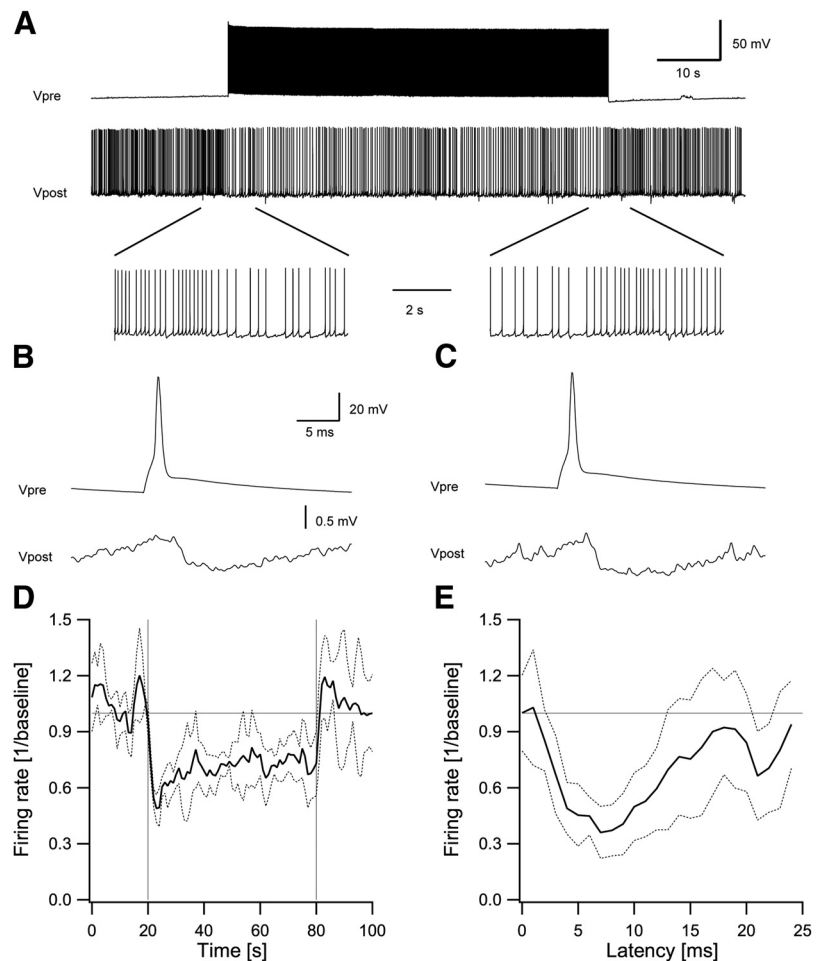 A
50 mV
10 s
Vpre
Vpost
2 s
B
C
20 mV
5 ms
Vpre
Vpre
0.5 mV
Vpost
Vpost
D
E
1.5
1.2
0.9
0.6
0.3
0.0
Firing rate [1/baseline]
0 20 40 60 80 100
Time [s]
1.5
1.2
0.9
0.6
0.3
0.0
Firing rate [1/baseline]
0 5 10 15 20 25
Latency [ms]